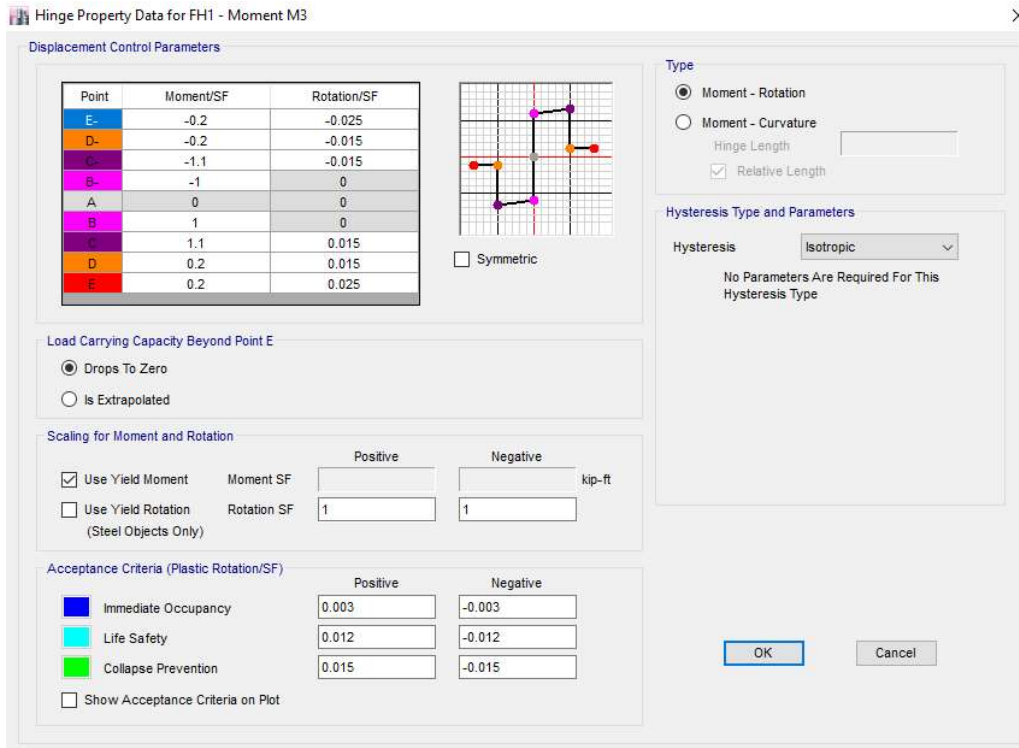 Hinge Property Data for FH1 - Moment M3
Displacement Control Parameters
Point Moment/SF Rotation/SF
E- -0.2 -0.025
D- -0.2 -0.015
C- -1.1 -0.015
B- -1 0
A 0 0
B 1 0
C 1.1 0.015
D 0.2 0.015
E 0.2 0.025
Symmetric
Load Carrying Capacity Beyond Point E
Drops To Zero
Is Extrapolated
Scaling for Moment and Rotation
Positive Negative
Use Yield Moment Moment SF kip-ft
Use Yield Rotation Rotation SF 1 1
(Steel Objects Only)
Acceptance Criteria (Plastic Rotation/SF)
Positive Negative
Immediate Occupancy 0.003 -0.003
Life Safety 0.012 -0.012
Collapse Prevention 0.015 -0.015
Show Acceptance Criteria on Plot
Type
Moment - Rotation
Moment - Curvature
Hinge Length
Relative Length
Hysteresis Type and Parameters
Hysteresis Isotropic
No Parameters Are Required For This
Hysteresis Type
OK Cancel